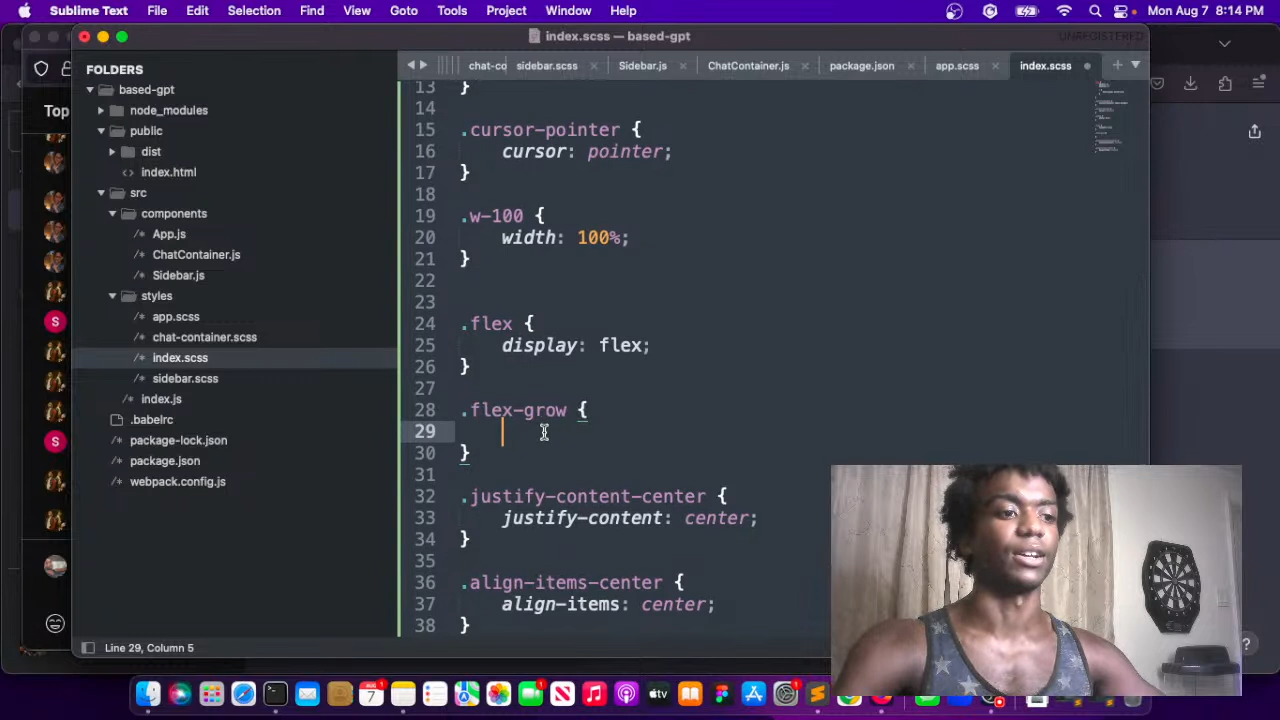 Sublime Text File Edit Selection Find View Goto Tools Project Window Help Mon Aug 7 8:14 PM
index.scss — based-gpt
UNREGISTERED
FOLDERS
based-gpt
node_modules
public
dist
index.html
src
components
App.js
ChatContainer.js
Sidebar.js
styles
app.scss
chat-container.scss
index.scss
sidebar.scss
index.js
.babelrc
package-lock.json
package.json
webpack.config.js
Top
S
S
chat-co sidebar.scss Sidebar.js ChatContainer.js package.json app.scss index.scss
13 }
14
15 .cursor-pointer {
16 cursor: pointer;
17 }
18
19 .w-100 {
20 width: 100%;
21 }
22
23
24 .flex {
25 display: flex;
26 }
27
28 .flex-grow {
29
30 }
31
32 .justify-content-center {
33 justify-content: center;
34 }
35
36 .align-items-center {
37 align-items: center;
38 }
Line 29, Column 5